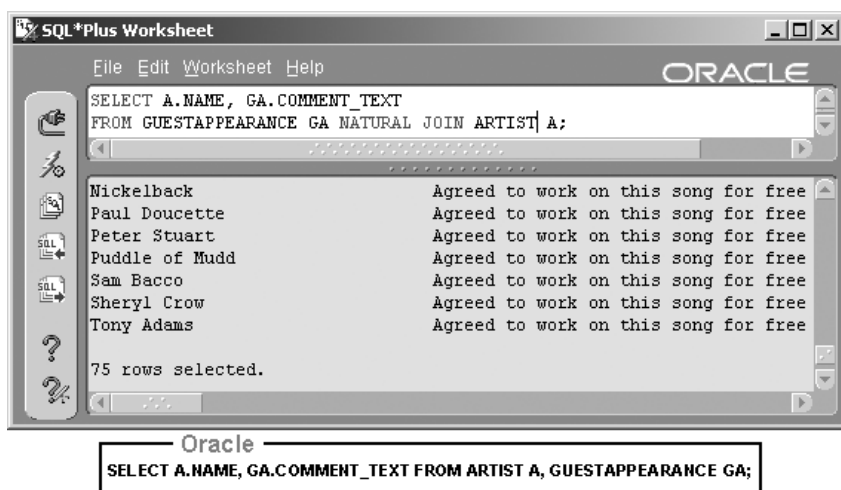 SQL*Plus Worksheet
File Edit Worksheet Help
ORACLE
SELECT A.NAME, GA.COMMENT_TEXT
FROM GUESTAPPEARANCE GA NATURAL JOIN ARTIST A;
Nickelback Agreed to work on this song for free
Paul Doucette Agreed to work on this song for free
Peter Stuart Agreed to work on this song for free
Puddle of Mudd Agreed to work on this song for free
Sam Bacco Agreed to work on this song for free
Sheryl Crow Agreed to work on this song for free
Tony Adams Agreed to work on this song for free
75 rows selected.
Oracle
SELECT A.NAME, GA.COMMENT_TEXT FROM ARTIST A, GUESTAPPEARANCE GA;